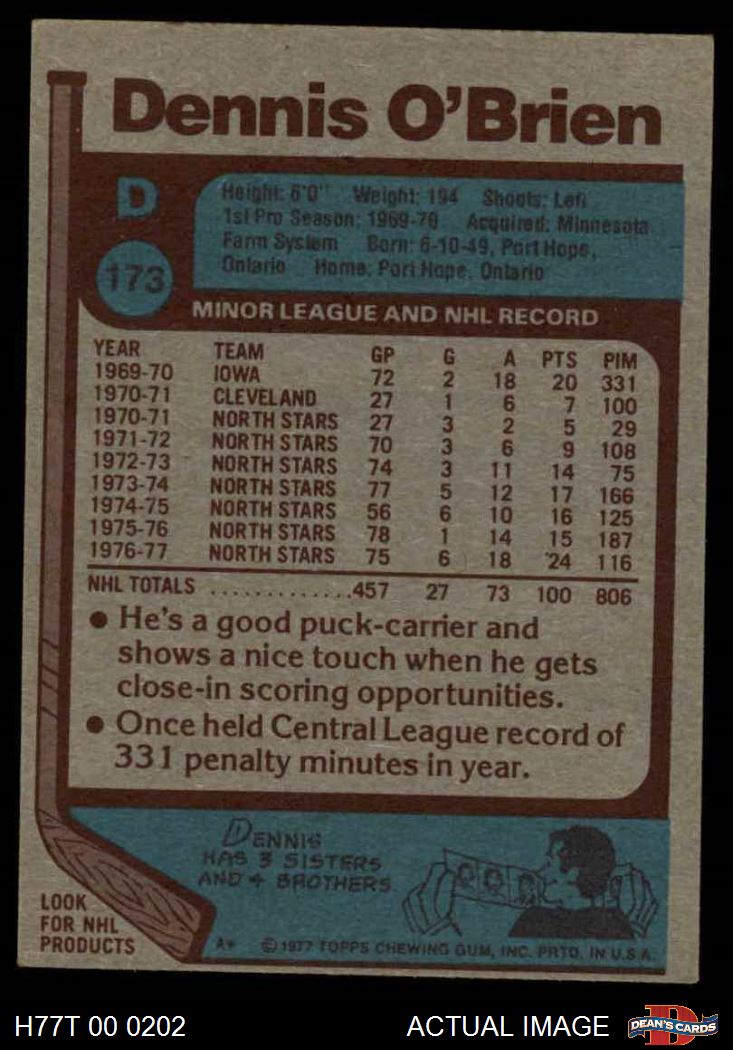 Dennis O'Brien
D
173
Height: 6'0" Weight: 194 Shoots: Left
1st Pro Season: 1969-70 Acquired: Minnesota
Farm System Born: 6-10-49, Port Hope,
Ontario Home: Port Hope, Ontario
MINOR LEAGUE AND NHL RECORD
YEAR TEAM GP G A PTS PIM
1969-70 IOWA 72 2 18 20 331
1970-71 CLEVELAND 27 1 6 7 100
1970-71 NORTH STARS 27 3 2 5 29
1971-72 NORTH STARS 70 3 6 9 108
1972-73 NORTH STARS 74 3 11 14 75
1973-74 NORTH STARS 77 5 12 17 166
1974-75 NORTH STARS 56 6 10 16 125
1975-76 NORTH STARS 78 1 14 15 187
1976-77 NORTH STARS 75 6 18 24 116
NHL TOTALS .............457 27 73 100 806
● He's a good puck-carrier and
shows a nice touch when he gets
close-in scoring opportunities.
● Once held Central League record of
331 penalty minutes in year.
DENNIS
HAS 3 SISTERS
AND 4 BROTHERS.
LOOK
FOR NHL
PRODUCTS
A* © 1977 TOPPS CHEWING GUM, INC. PRTD. IN U.S.A.
H77T 00 0202 ACTUAL IMAGE D DEAN'S CARDS